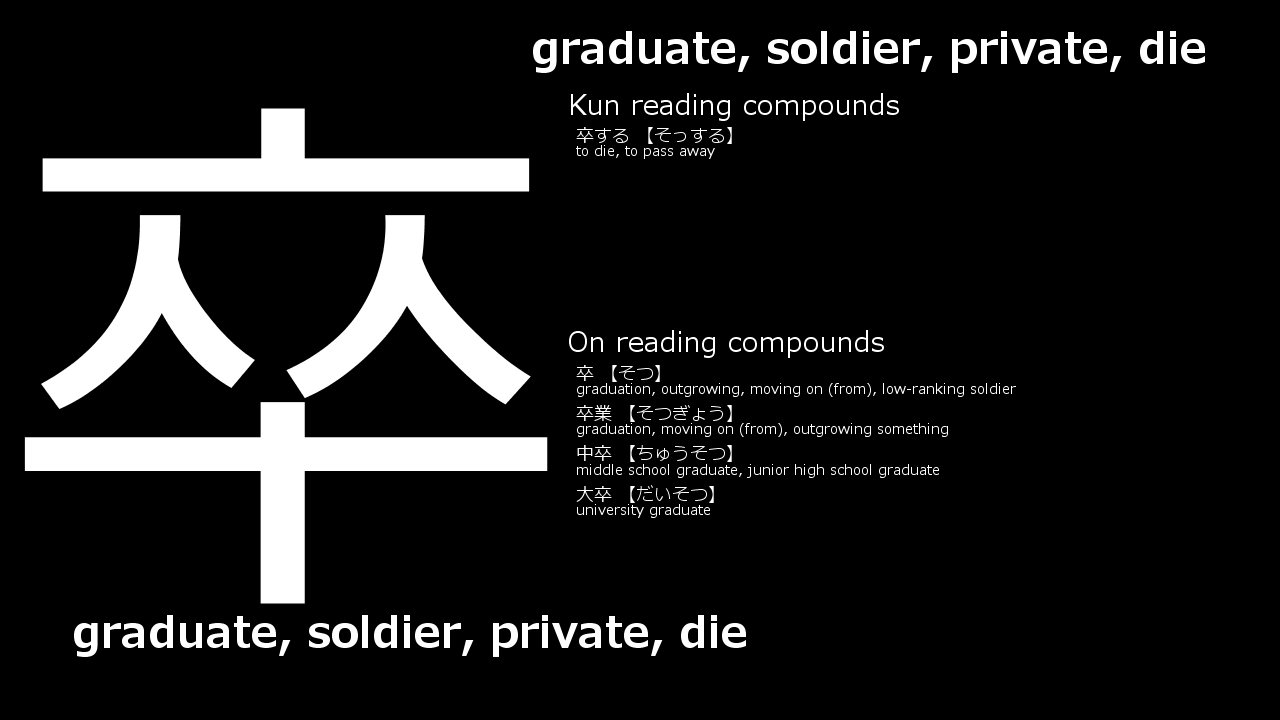 graduate, soldier, private, die
卒
Kun reading compounds
卒する 【そっする】
to die, to pass away
On reading compounds
卒 【そつ】
graduation, outgrowing, moving on (from), low-ranking soldier
卒業 【そつぎょう】
graduation, moving on (from), outgrowing something
中卒 【ちゅうそつ】
middle school graduate, junior high school graduate
大卒 【だいそつ】
university graduate
graduate, soldier, private, die